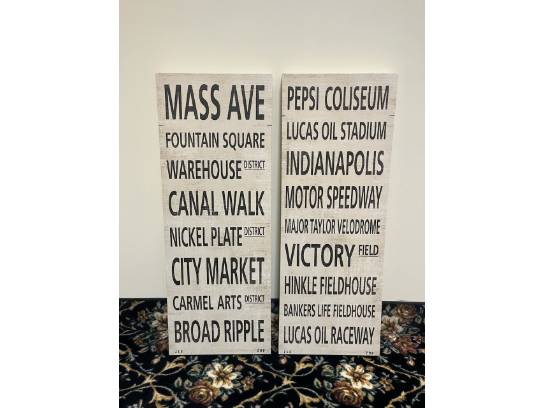 MASS AVE
FOUNTAIN SQUARE
WAREHOUSE DISTRICT
CANAL WALK
NICKEL PLATE DISTRICT
CITY MARKET
CARMEL ARTS DISTRICT
BROAD RIPPLE
PEPSI COLISEUM
LUCAS OIL STADIUM
INDIANAPOLIS
MOTOR SPEEDWAY
MAJOR TAYLOR VELODROME
VICTORY FIELD
HINKLE FIELDHOUSE
BANKERS LIFE FIELDHOUSE
LUCAS OIL RACEWAY